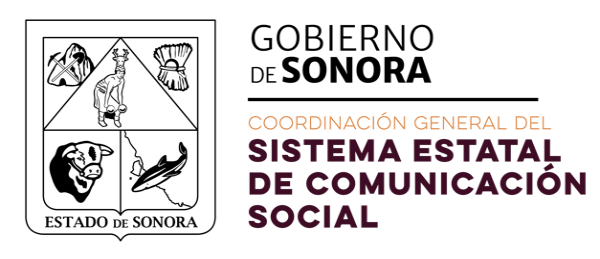 ESTADO DE SONORA
GOBIERNO
DE SONORA
COORDINACIÓN GENERAL DEL
SISTEMA ESTATAL
DE COMUNICACIÓN
SOCIAL